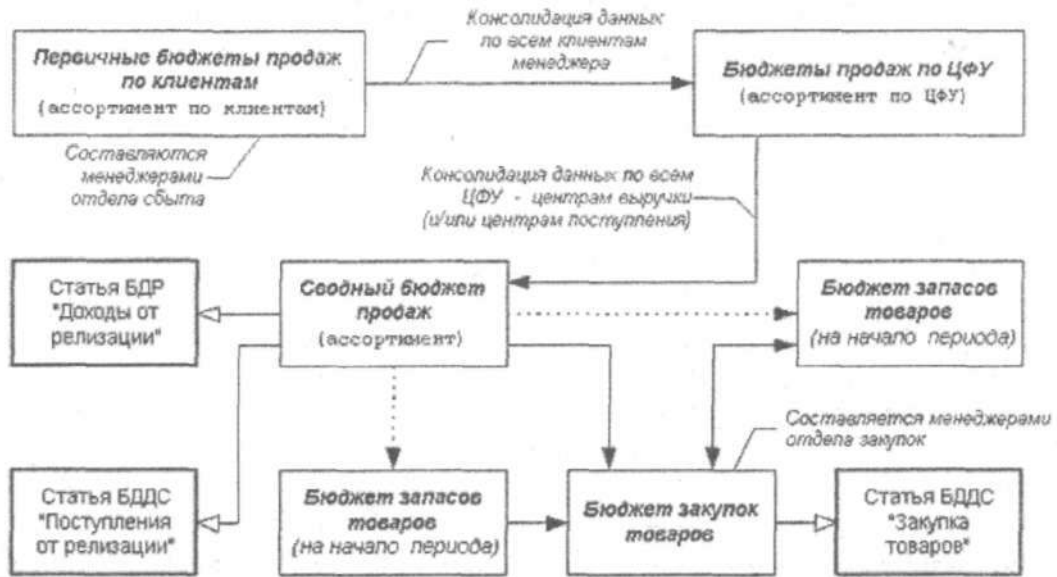 Консолидация данных
по всем клиентам
менеджера
Первичные бюджеты продаж
по клиентам
(ассортимент по клиентам)
Бюджеты продаж по ЦФУ
(ассортимент по ЦФУ)
Составляются
менеджерами
отдела сбыта
Консолидация данных по всем
ЦФУ - центрам выручки
(и/или центрам поступления)
Статья БДР
"Доходы от
релизации"
Сводный бюджет
продаж
(ассортимент)
Бюджет запасов
товаров
(на начало периода)
Составляется менеджерами
отдела закупок
Статья БДДС
"Поступления
от релизации"
Бюджет запасов
товаров
(на начало периода)
Бюджет закупок
товаров
Статья БДДС
"Закупка
товаров"